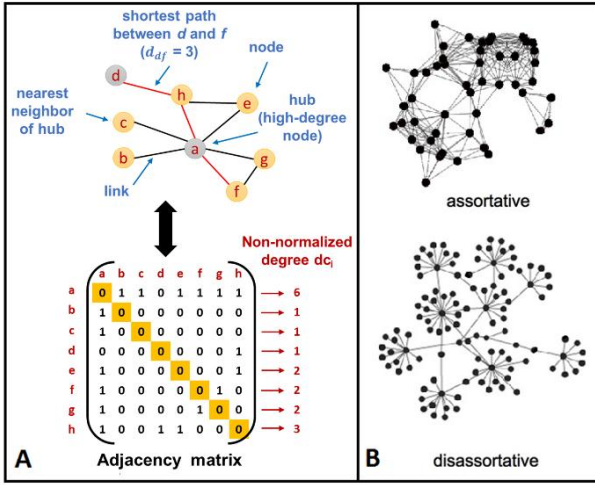 shortest path
between d and f
(d_df = 3)
node
d
h
e
nearest
neighbor
of hub
c
hub
(high-degree
node)
a
b
g
link
f
Non-normalized
degree dc_i
a b c d e f g h
a 0 1 1 0 1 1 1 1 → 6
b 1 0 0 0 0 0 0 0 → 1
c 1 0 0 0 0 0 0 0 → 1
d 0 0 0 0 0 0 0 1 → 1
e 1 0 0 0 0 0 0 1 → 2
f 1 0 0 0 0 0 1 0 → 2
g 1 0 0 0 0 1 0 0 → 2
h 1 0 0 1 1 0 0 0 → 3
A
Adjacency matrix
assortative
B
disassortative